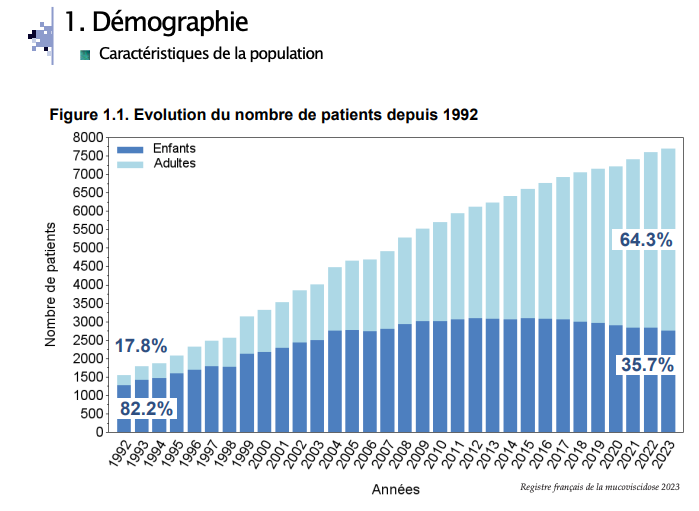 1. Démographie
Caractéristiques de la population
Figure 1.1. Evolution du nombre de patients depuis 1992
8000
7500
7000
6500
6000
5500
5000
4500
4000
3500
3000
2500
2000
1500
1000
500
0
Nombre de patients
Enfants
Adultes
64.3%
17.8%
35.7%
82.2%
1992 1993 1994 1995 1996 1997 1998 1999 2000 2001 2002 2003 2004 2005 2006 2007 2008 2009 2010 2011 2012 2013 2014 2015 2016 2017 2018 2019 2020 2021 2022 2023
Années
Registre français de la mucoviscidose 2023